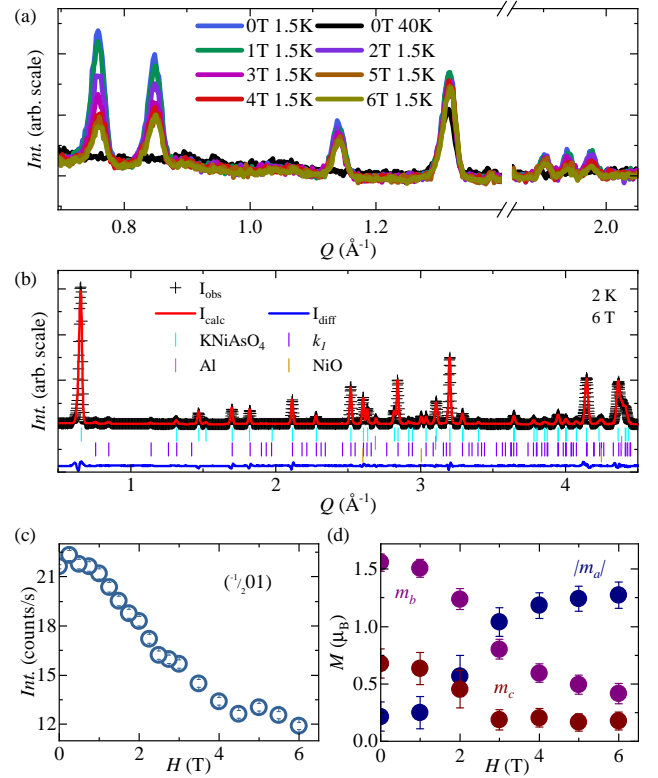 (a)
0T 1.5K 0T 40K
1T 1.5K 2T 1.5K
3T 1.5K 5T 1.5K
4T 1.5K 6T 1.5K
Int. (arb. scale)
0.8 1.0 1.2 2.0
Q (Å⁻¹)
(b)
I_obs
I_calc I_diff
KNiAsO₄ k₁
Al NiO
2 K
6 T
Int. (arb. scale)
1 2 3 4
Q (Å⁻¹)
(c)
(⁻¹/₂01)
Int. (counts/s)
21
18
15
12
0 2 4 6
H (T)
(d)
|m_a|
m_b
m_c
M (μ_B)
1.5
1.0
0.5
0.0
0 2 4 6
H (T)